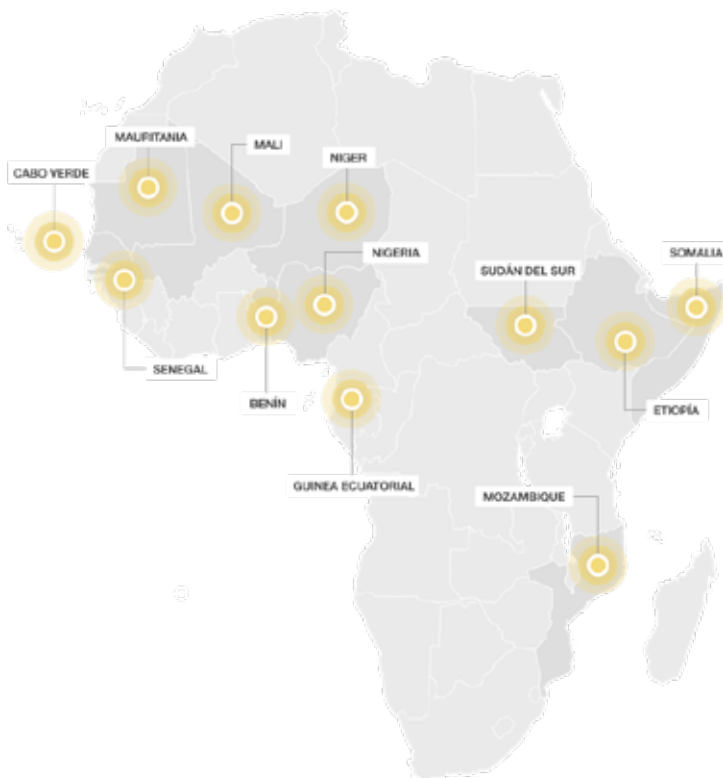 MAURITANIA
MALI
NIGER
CABO VERDE
NIGERIA
SUDÁN DEL SUR
SOMALIA
SENEGAL
BENÍN
ETIOPÍA
GUINEA ECUATORIAL
MOZAMBIQUE